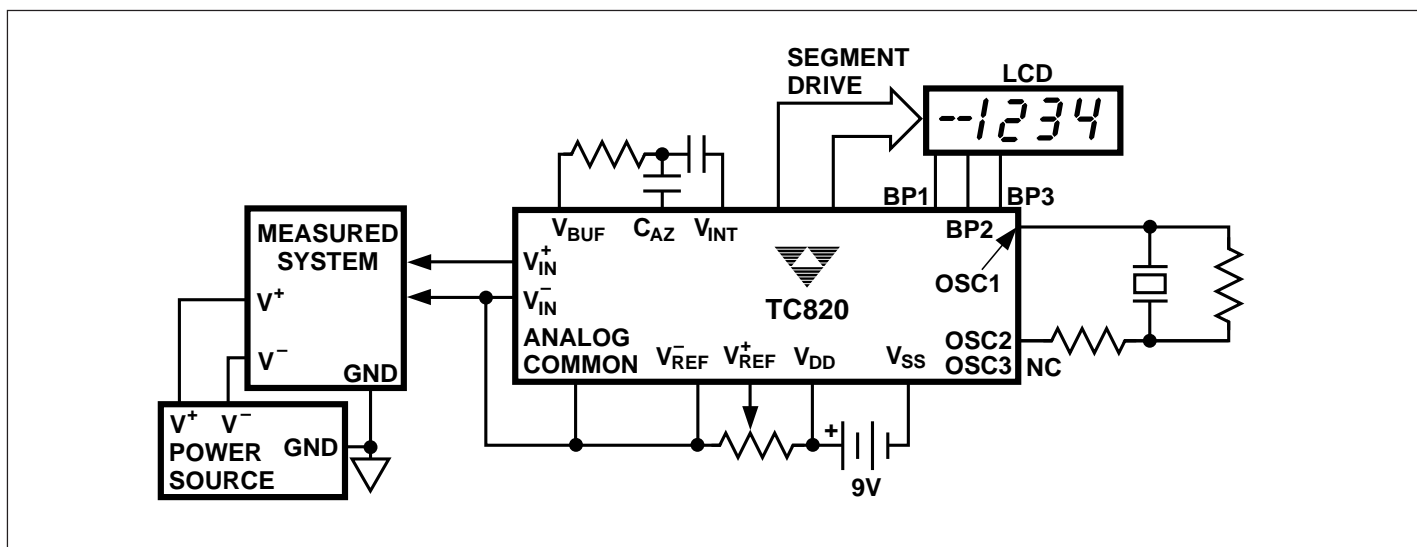 SEGMENT
DRIVE
LCD
--1234
BP1
BP3
BP2
VBUF
CAZ
VINT
MEASURED
SYSTEM
V+
V−
GND
VIN+
VIN−
ANALOG
COMMON
TC820
OSC1
OSC2
OSC3
NC
VREF−
VREF+
VDD
VSS
V+
V−
GND
POWER
SOURCE
+
9V